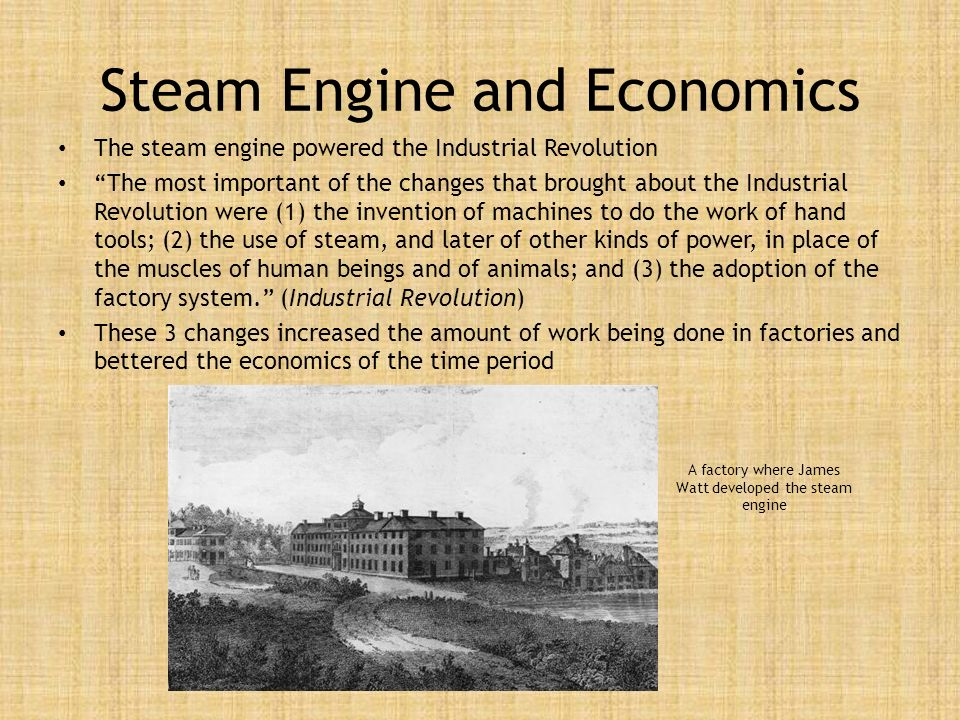 Steam Engine and Economics
• The steam engine powered the Industrial Revolution
• “The most important of the changes that brought about the Industrial
Revolution were (1) the invention of machines to do the work of hand
tools; (2) the use of steam, and later of other kinds of power, in place of
the muscles of human beings and of animals; and (3) the adoption of the
factory system.” (Industrial Revolution)
• These 3 changes increased the amount of work being done in factories and
bettered the economics of the time period
A factory where James
Watt developed the steam
engine